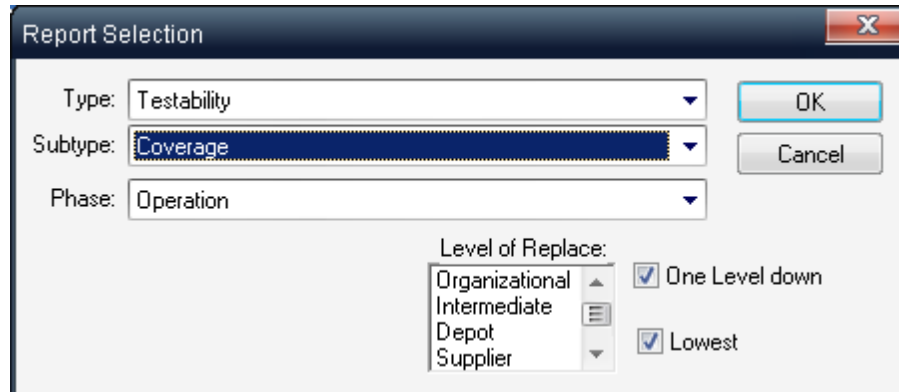 Report Selection
Type: Testability
OK
Subtype: Coverage
Cancel
Phase: Operation
Level of Replace:
Organizational
Intermediate
Depot
Supplier
One Level down
Lowest